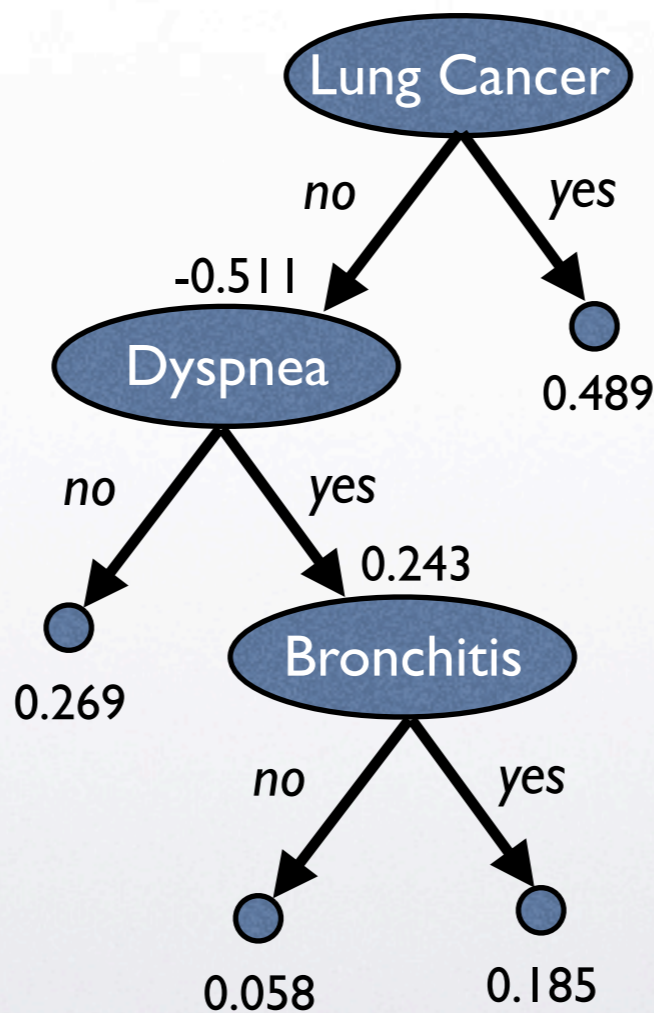 Lung Cancer
no
yes
-0.511
Dyspnea
0.489
no
yes
0.243
Bronchitis
0.269
no
yes
0.058
0.185